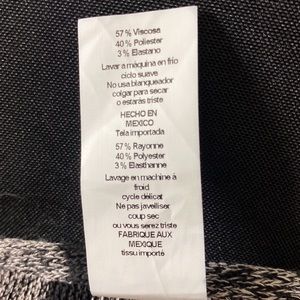 57% Viscosa
40% Poliester
3% Elastano
Lavar a máquina en frio
ciclo suave
No usa blanqueador
colgar para secar
o estarás triste
HECHO EN
MEXICO
Tela importada
57% Rayonne
40% Polyester
3% Elasthanne
Lavage en machine à
froid
cycle delicat
Ne pas javelliser
coup sec
ou vous serez triste
FABRIQUE AUX
MEXIQUE
tissu importé